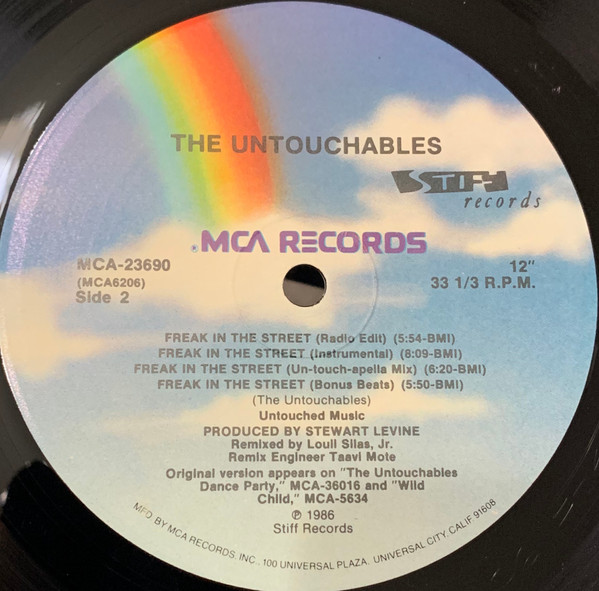 THE UNTOUCHABLES
STIFF
records
MCA RECORDS
MCA-23690
(MCA6206)
Side 2
12"
33 1/3 R.P.M.
FREAK IN THE STREET (Radio Edit) (5:54-BMI)
FREAK IN THE STREET (Instrumental) (8:09-BMI)
FREAK IN THE STREET (Un-touch-apella Mix) (6:20-BMI)
FREAK IN THE STREET (Bonus Beats) (5:50-BMI)
(The Untouchables)
Untouched Music
PRODUCED BY STEWART LEVINE
Remixed by Louil Silas, Jr.
Remix Engineer Taavi Mote
Original version appears on "The Untouchables
Dance Party," MCA-36016 and "Wild
Child," MCA-5634
℗ 1986
Stiff Records
MFD BY MCA RECORDS, INC., 100 UNIVERSAL PLAZA, UNIVERSAL CITY, CALIF 91608